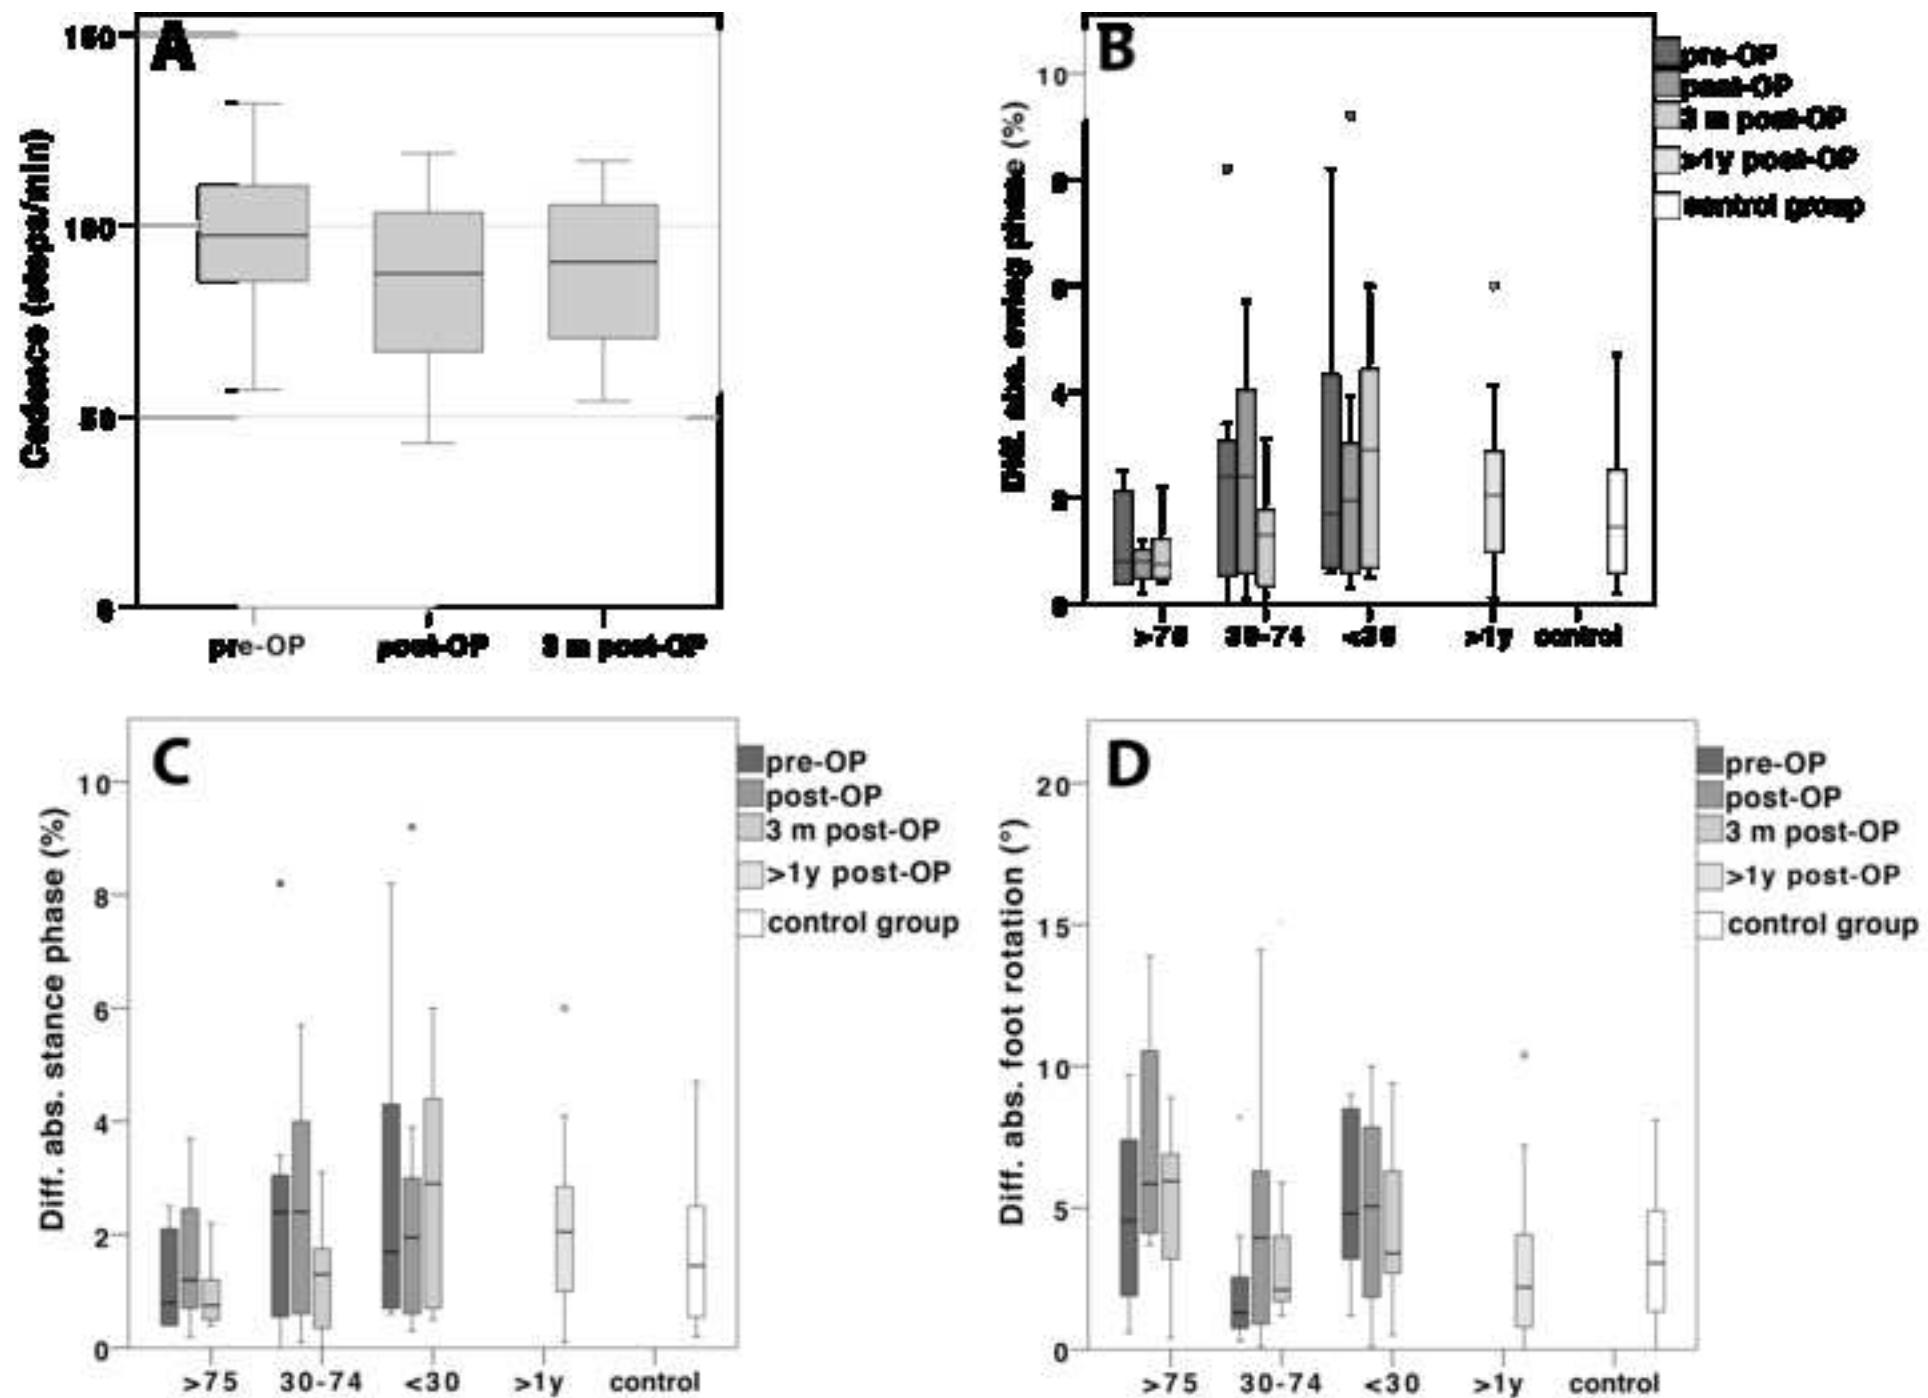 A
150
100
50
0
Cadence (steps/min)
pre-OP post-OP 3 m post-OP
B
10
8
6
4
2
0
Diff. abs. swing phase (%)
>75 30-74 >1y control
pre-OP
post-OP
3 m post-OP
>1y post-OP
control group
C
10
8
6
4
2
0
Diff. abs. stance phase (%)
>75 30-74 <30 >1y control
pre-OP
post-OP
3 m post-OP
>1y post-OP
control group
D
20
15
10
5
0
Diff. abs. foot rotation (°)
>75 30-74 <30 >1y control
pre-OP
post-OP
3 m post-OP
>1y post-OP
control group